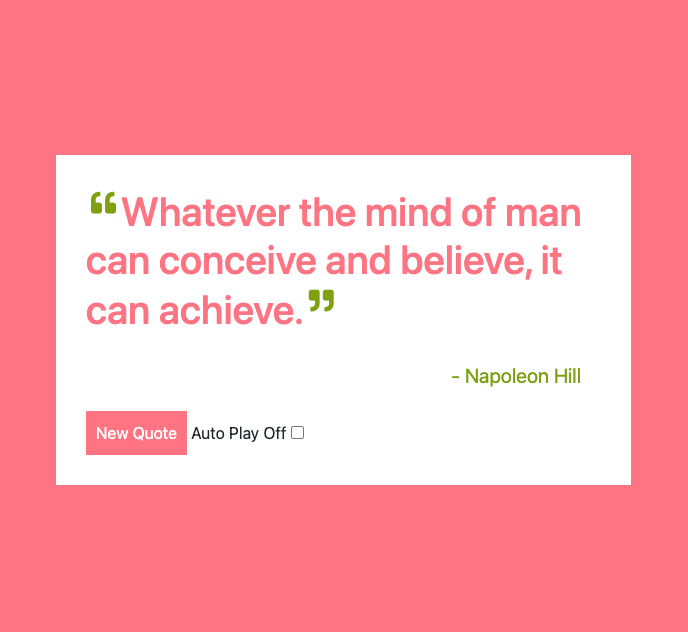 “Whatever the mind of man
can conceive and believe, it
can achieve.”
- Napoleon Hill
New Quote Auto Play Off